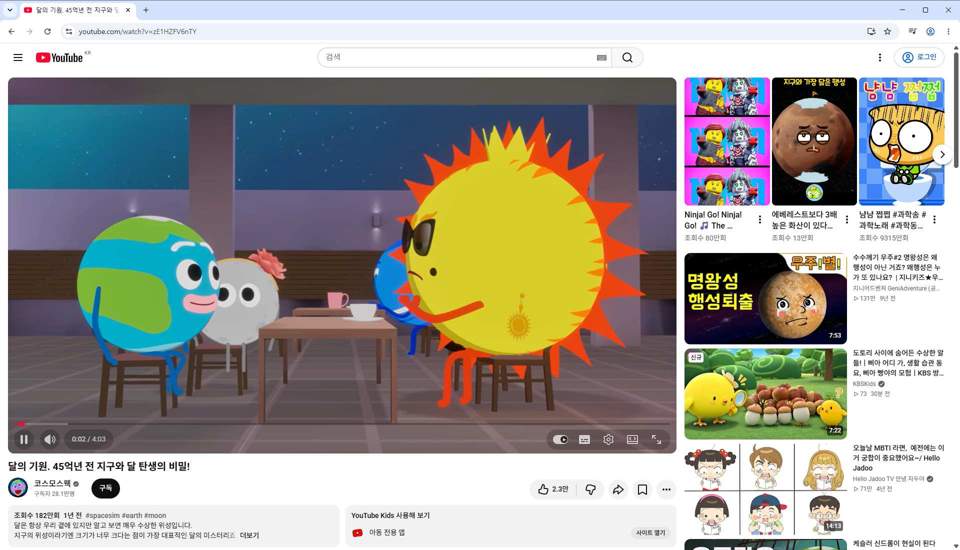 달의 기원. 45억년 전 지구와 달
youtube.com/watch?v=zE1HZFV6nTY
YouTube KR
검색
로그인
달의 기원. 45억년 전 지구와 달 탄생의 비밀!
0:02 / 4:03
코스모스웩
구독자 28.1만명
구독
2.3만
조회수 182만회 1년 전 #spacesim #earth #moon
달은 항상 우리 곁에 있지만 알고 보면 매우 수상한 위성입니다.
지구의 위성이라기엔 크기가 너무 크다는 점이 가장 대표적인 달의 미스터리죠 더보기
YouTube Kids 사용해 보기
아동 전용 앱
사이트 열기
지구와 가장 닮은 행성
냠냠 쩝쩝
Ninja! Go! Ninja!
Go! 🎵 The ...
조회수 80만회
에베레스트보다 3배
높은 화산이 있다...
조회수 13만회
냠냠 쩝쩝 #과학송 #
과학노래 #과학동...
조회수 9315만회
우주!별!
명왕성
행성퇴출
7:53
수수께기 우주#2 명왕성은 왜
행성이 아닌 거죠? 왜행성은 누
가 또 있나요? ㅣ지니키즈★우...
지니어드벤처 GeniAdventure (공...
131만 9년 전
신규
7:22
도토리 사이에 숨어든 수상한 알
들! | 삐아 어디 가, 생활 습관 동
요, 삐아 빵야의 모험 | KBS 방...
KBSKids
73 30분 전
14:13
오늘날 MBTI 라면, 예전에는 이
거 궁합이 중요했어요~/ Hello
Jadoo
Hello Jadoo TV 안녕 자두야
71만 4년 전
케슬러 신드롬이 현실이 된다